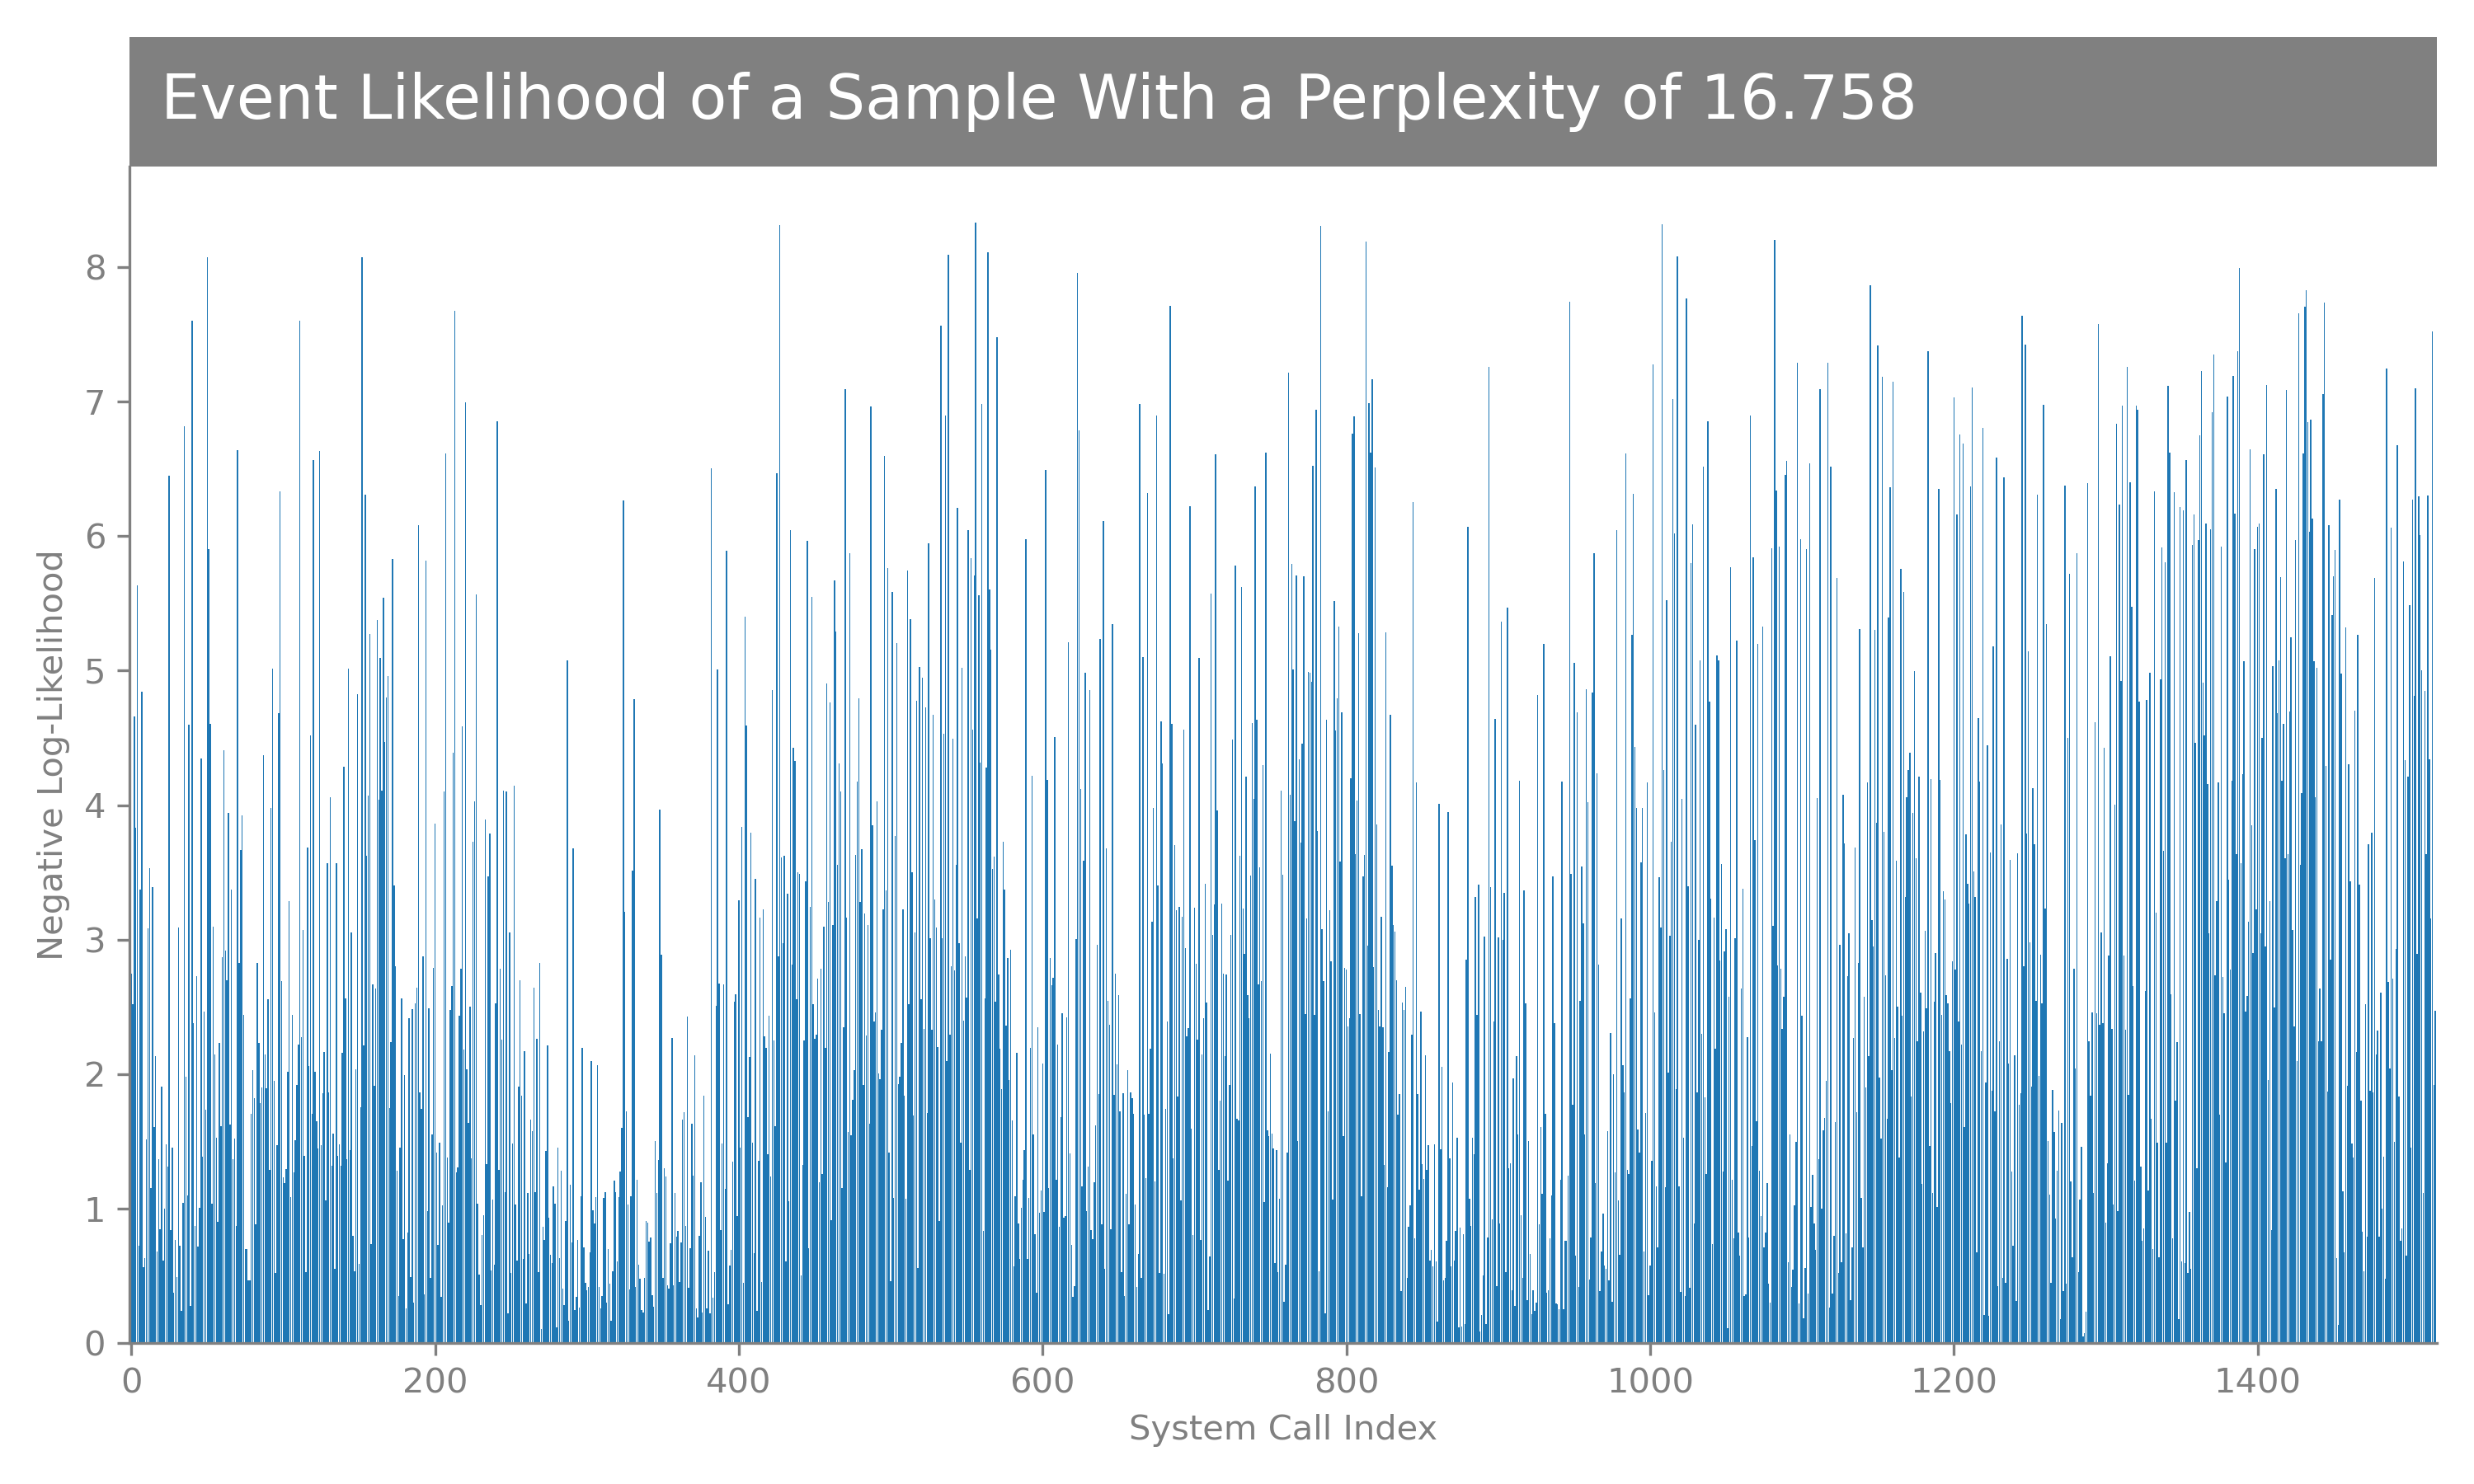 Event Likelihood of a Sample With a Perplexity of 16.758
8
7
6
5
4
3
2
1
0
Negative Log-Likelihood
0 200 400 600 800 1000 1200 1400
System Call Index